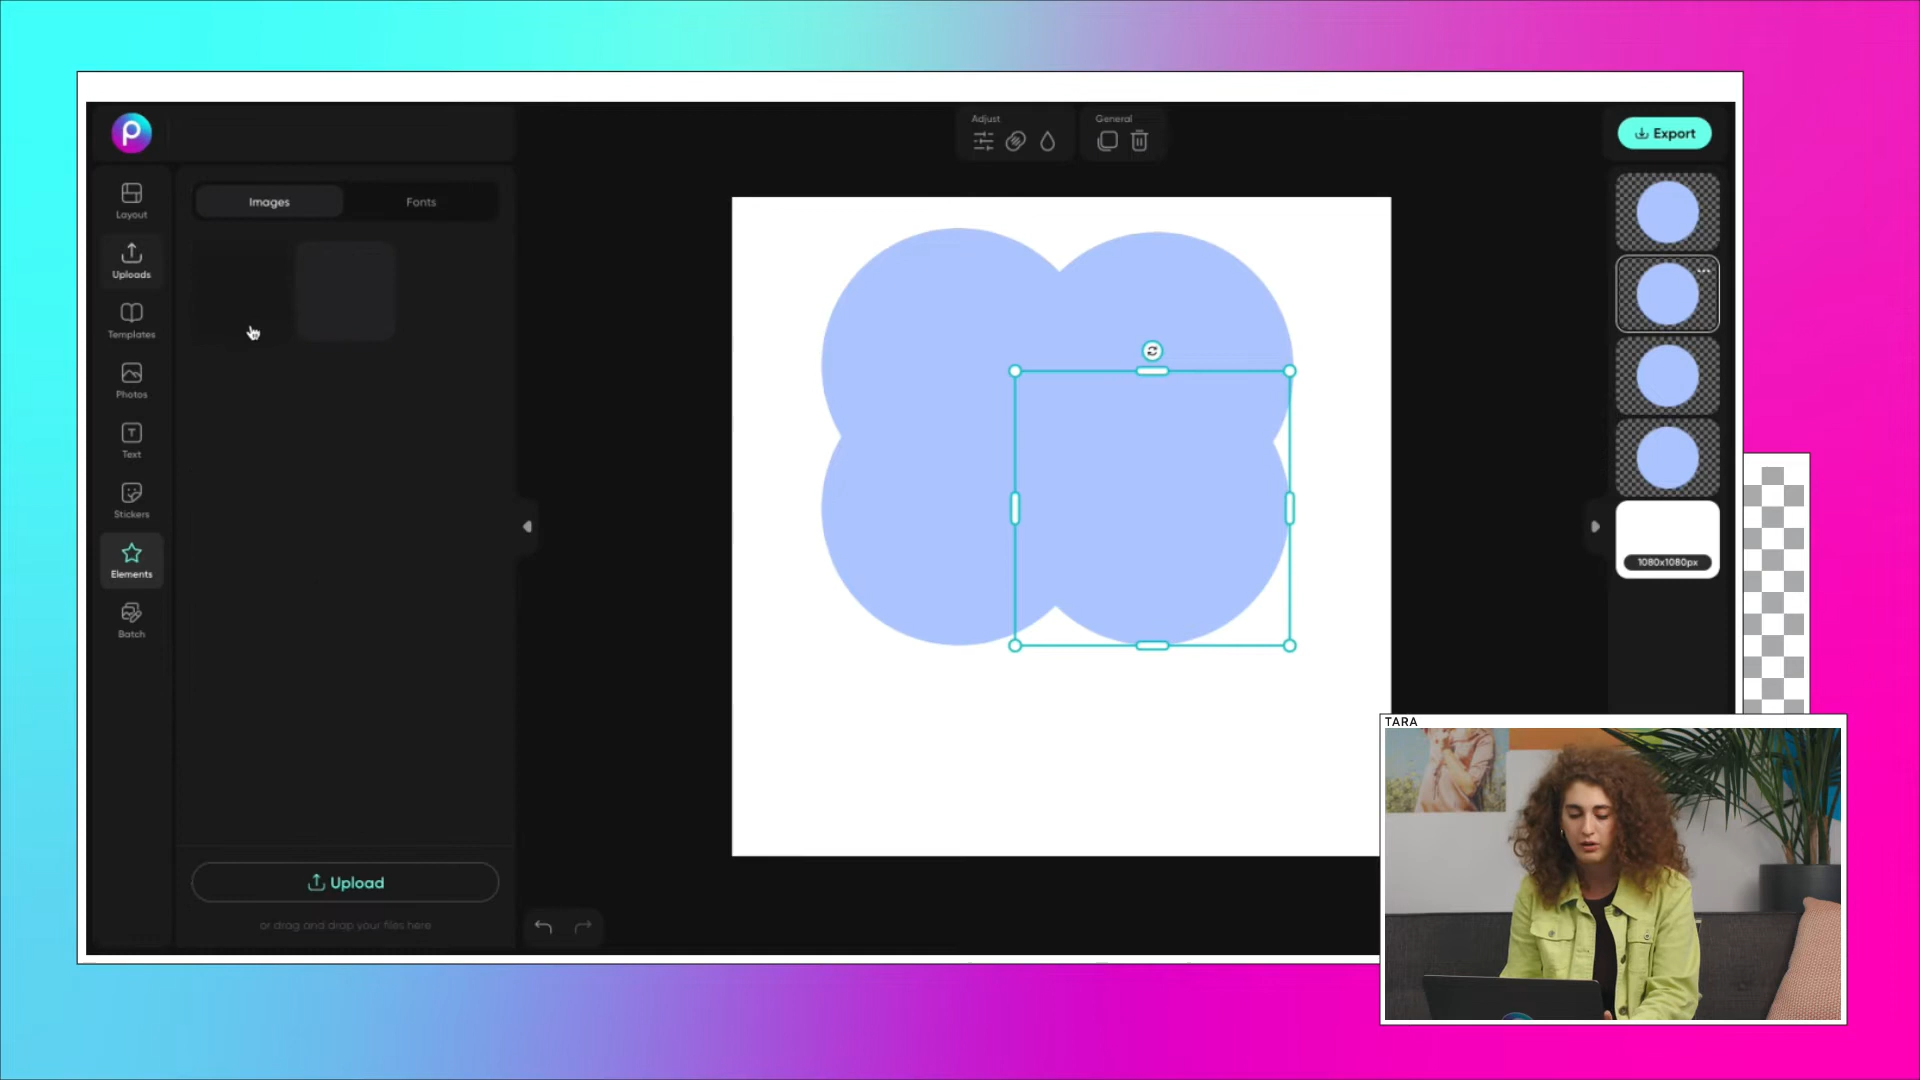 Adjust
General
Export
Layout
Uploads
Templates
Photos
Text
Stickers
Elements
Batch
Images
Fonts
Upload
or drag and drop your files here
1080x1080px
TARA